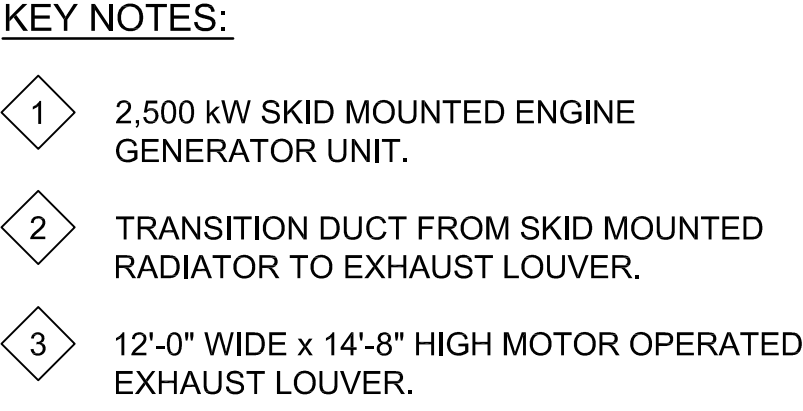 KEY NOTES:
1 2,500 kW SKID MOUNTED ENGINE
GENERATOR UNIT.
2 TRANSITION DUCT FROM SKID MOUNTED
RADIATOR TO EXHAUST LOUVER.
3 12'-0" WIDE x 14'-8" HIGH MOTOR OPERATED
EXHAUST LOUVER.